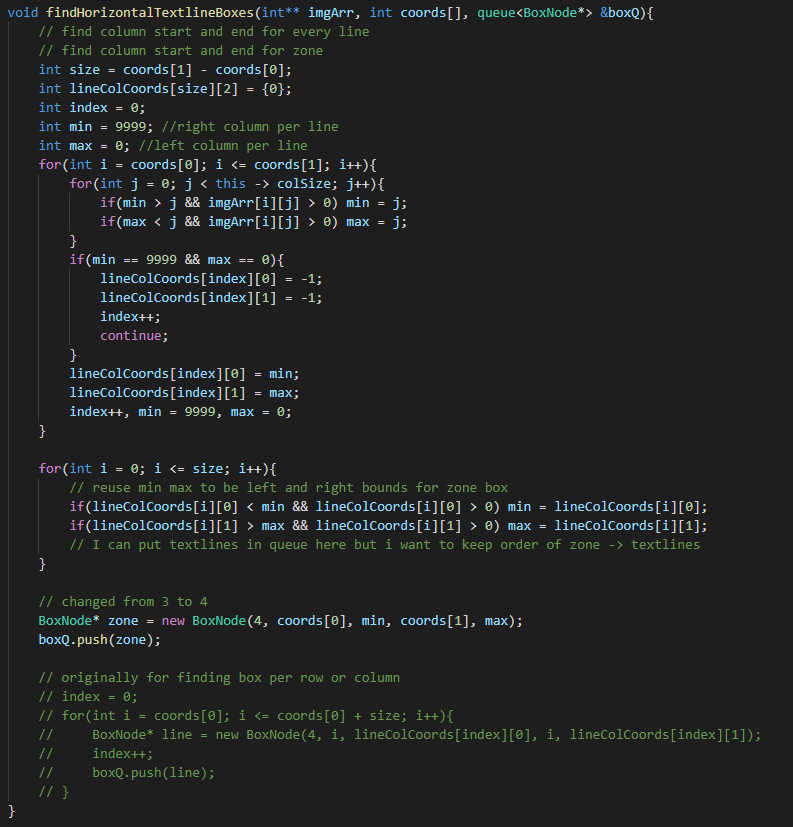 void findHorizontalTextlineBoxes(int** imgArr, int coords[], queue<BoxNode*> &boxQ){
    // find column start and end for every line
    // find column start and end for zone
    int size = coords[1] - coords[0];
    int lineColCoords[size][2] = {0};
    int index = 0;
    int min = 9999; //right column per line
    int max = 0; //left column per line
    for(int i = coords[0]; i <= coords[1]; i++){
        for(int j = 0; j < this -> colSize; j++){
            if(min > j && imgArr[i][j] > 0) min = j;
            if(max < j && imgArr[i][j] > 0) max = j;
        }
        if(min == 9999 && max == 0){
            lineColCoords[index][0] = -1;
            lineColCoords[index][1] = -1;
            index++;
            continue;
        }
        lineColCoords[index][0] = min;
        lineColCoords[index][1] = max;
        index++, min = 9999, max = 0;
    }

    for(int i = 0; i <= size; i++){
        // reuse min max to be left and right bounds for zone box
        if(lineColCoords[i][0] < min && lineColCoords[i][0] > 0) min = lineColCoords[i][0];
        if(lineColCoords[i][1] > max && lineColCoords[i][1] > 0) max = lineColCoords[i][1];
        // I can put textlines in queue here but i want to keep order of zone -> textlines
    }

    // changed from 3 to 4
    BoxNode* zone = new BoxNode(4, coords[0], min, coords[1], max);
    boxQ.push(zone);

    // originally for finding box per row or column
    // index = 0;
    // for(int i = coords[0]; i <= coords[0] + size; i++){
    //     BoxNode* line = new BoxNode(4, i, lineColCoords[index][0], i, lineColCoords[index][1]);
    //     index++;
    //     boxQ.push(line);
    // }
}